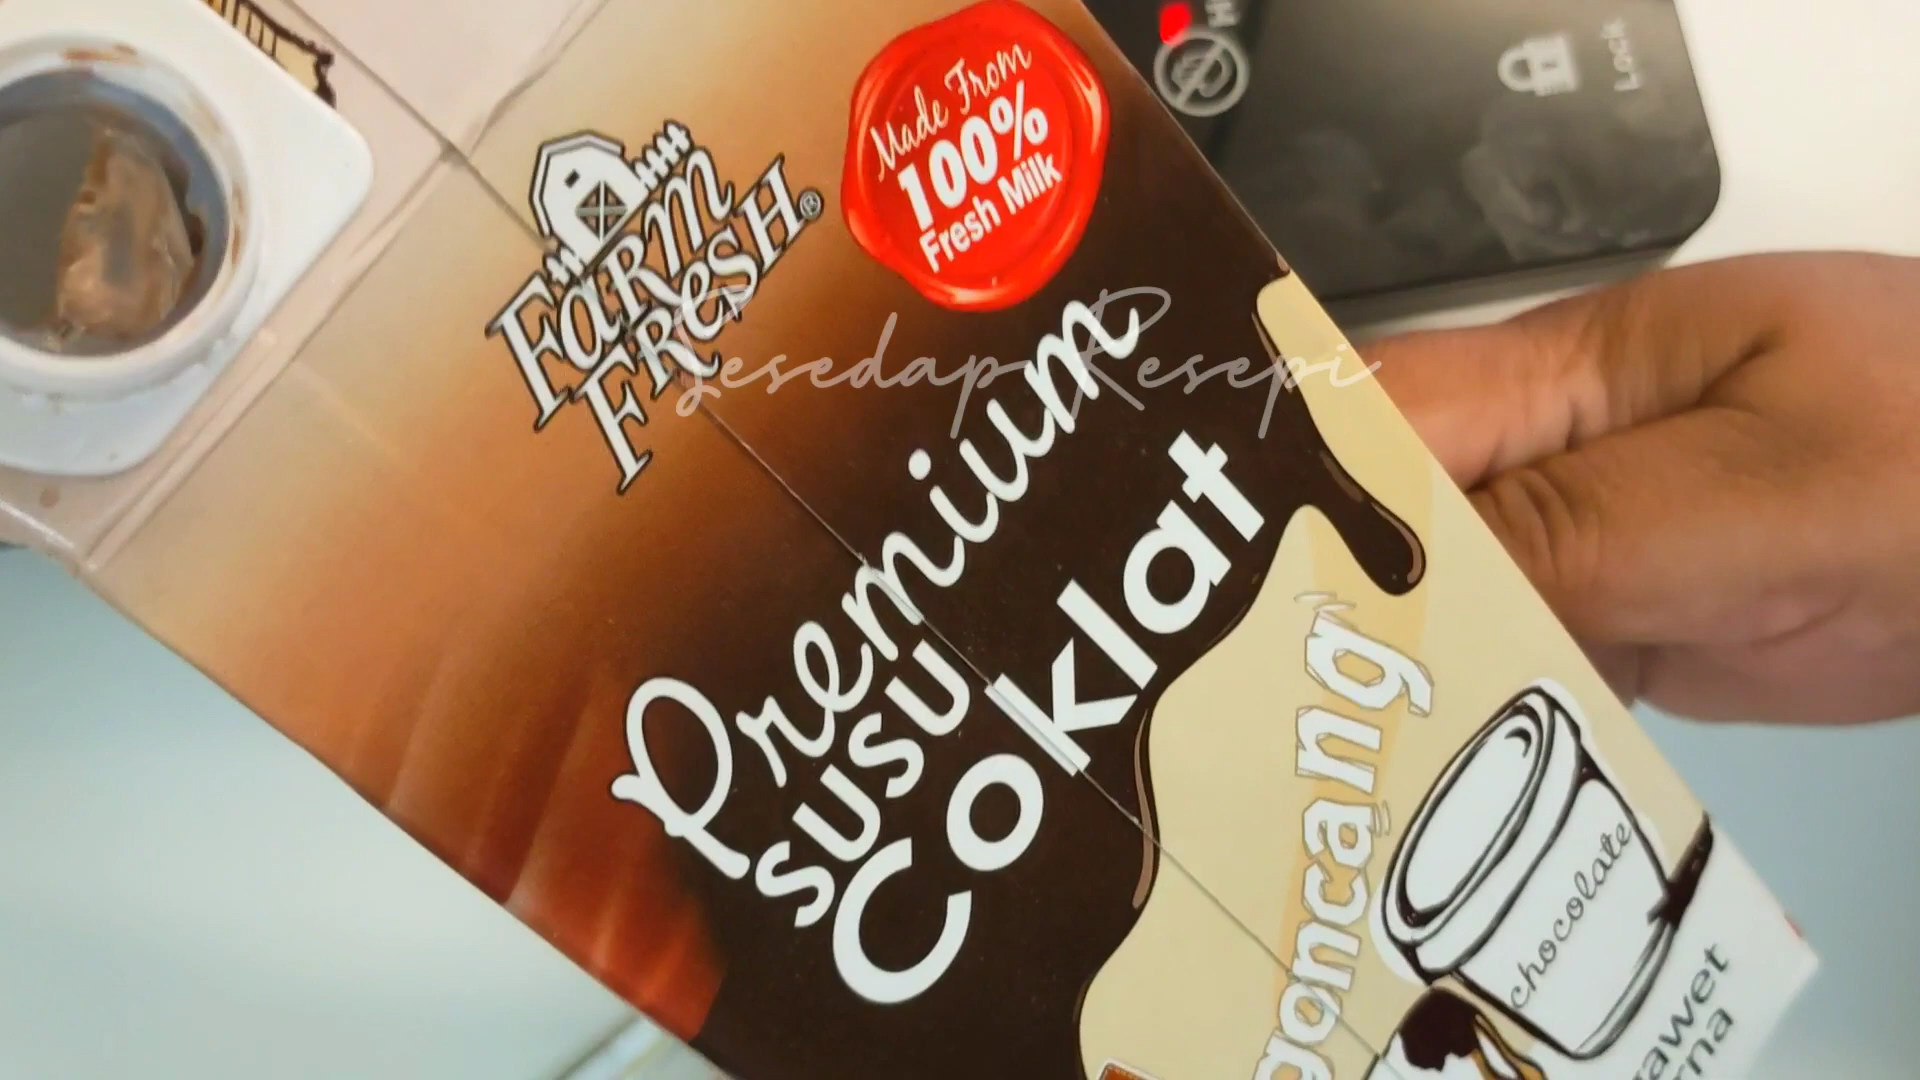 Farm
Fresh®
Made From
100%
Fresh Milk
Premium
susu
Coklat
Sesedap Resepi
goncang
chocolate
Lock